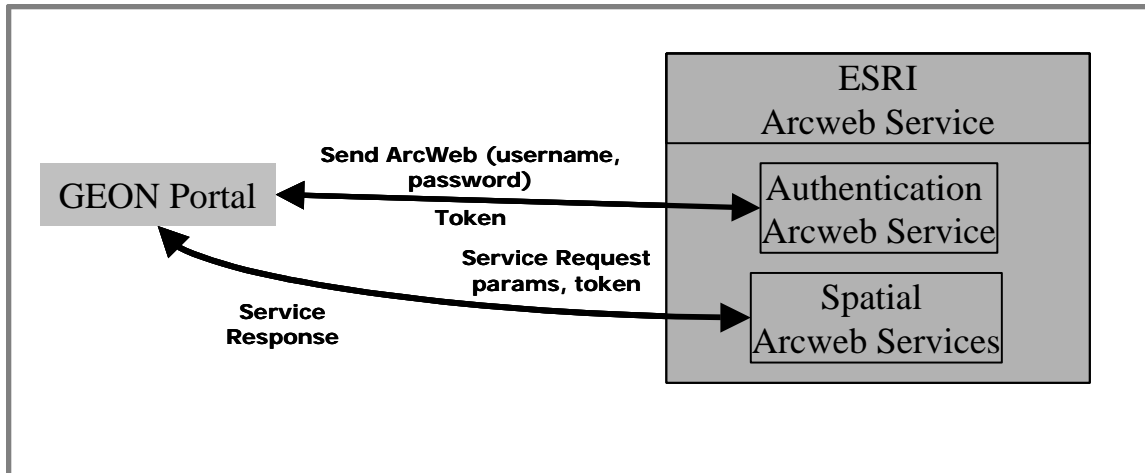 ESRI
Arcweb Service
Send ArcWeb (username,
password)
GEON Portal
Token
Authentication
Arcweb Service
Service Request
params, token
Service
Response
Spatial
Arcweb Services